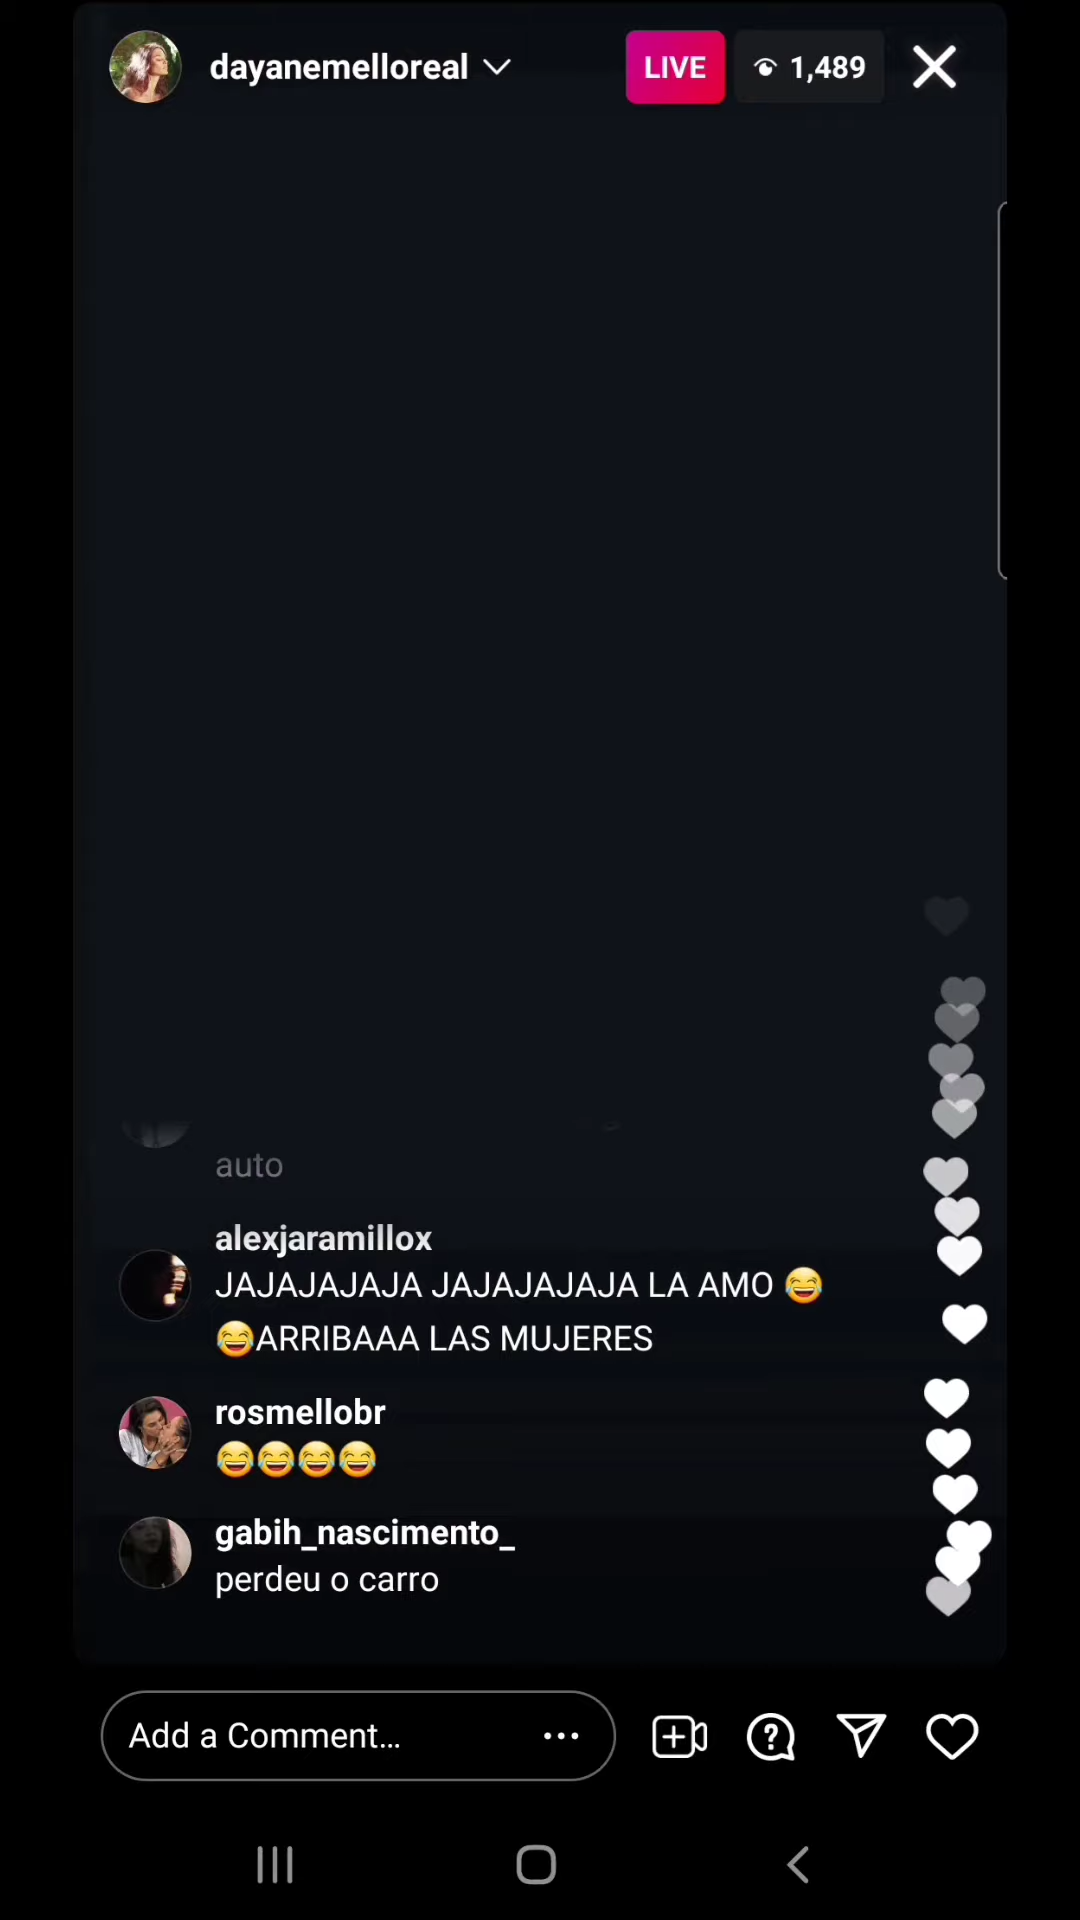 dayanemelloreal
LIVE
1,489
auto
alexjaramillox
JAJAJAJAJA JAJAJAJAJA LA AMO 😂
😂ARRIBAAA LAS MUJERES
rosmellobr
😂😂😂😂
gabih_nascimento_
perdeu o carro
Add a Comment...